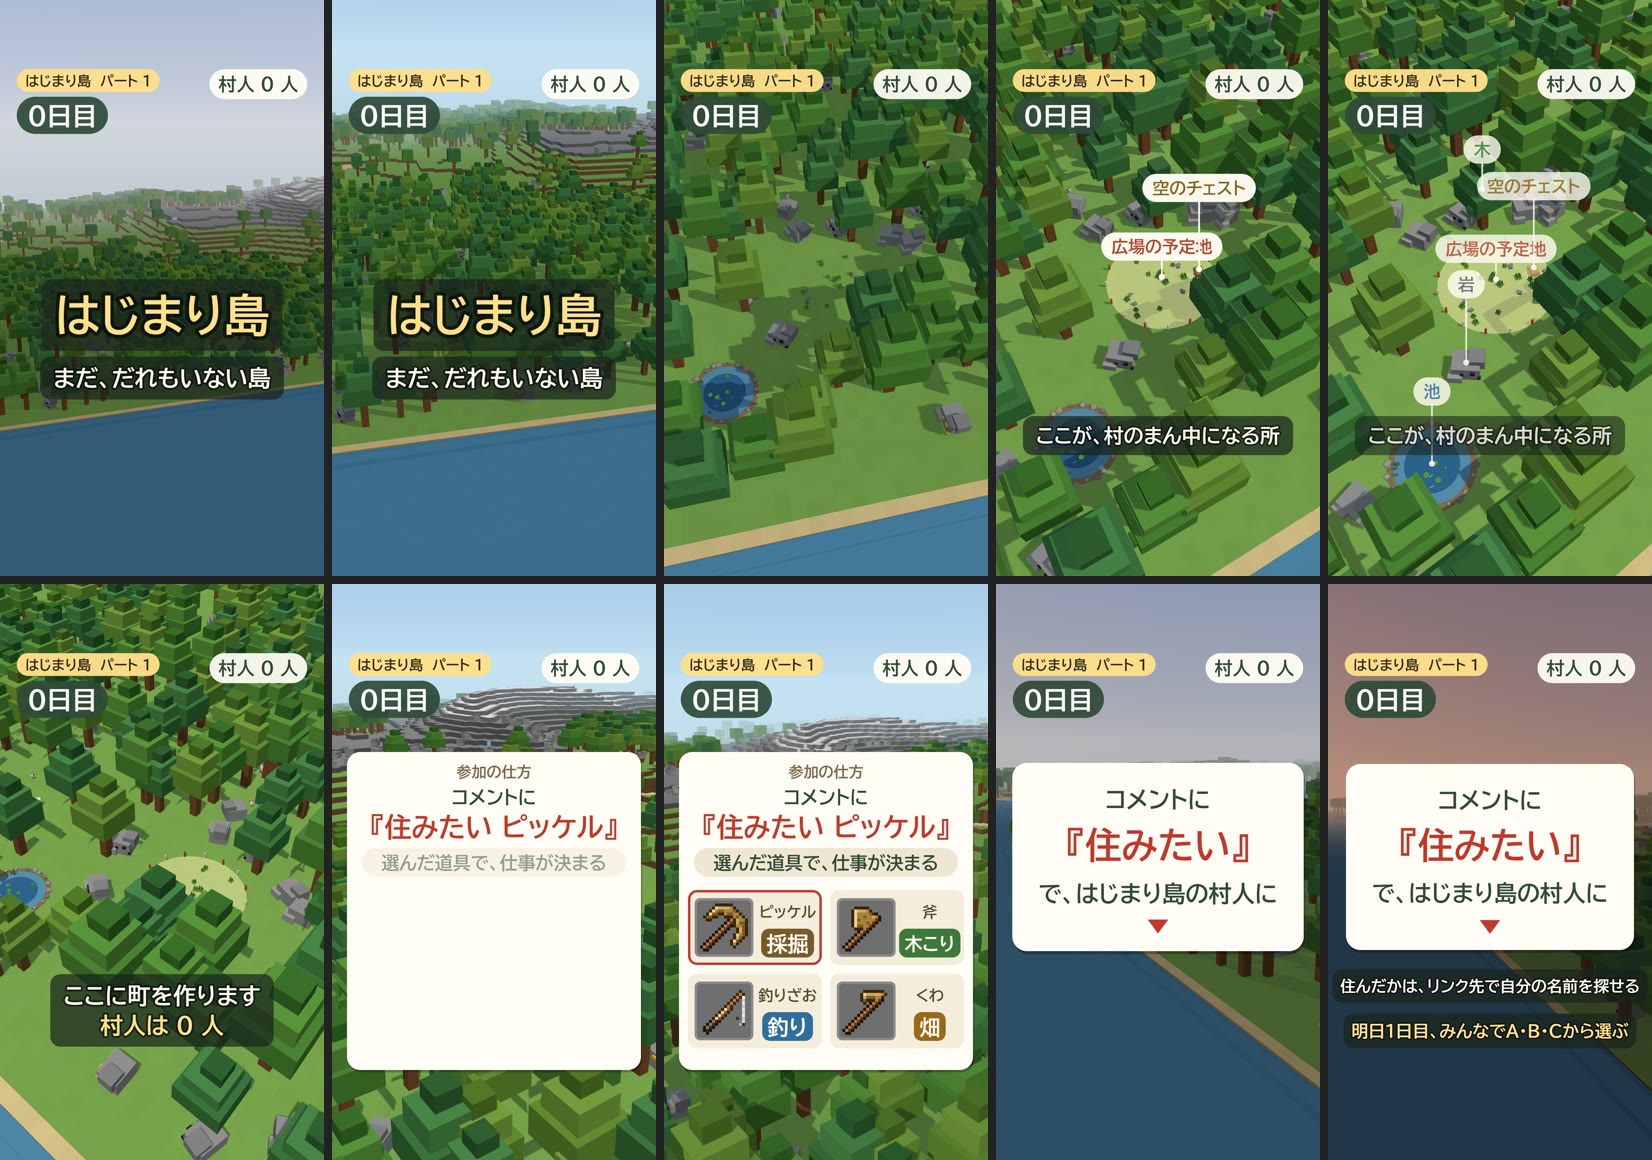 はじまり島 パート1
村人 0 人
0日目
はじまり島
まだ、だれもいない島
はじまり島 パート1
村人 0 人
0日目
はじまり島
まだ、だれもいない島
はじまり島 パート1
村人 0 人
0日目
はじまり島 パート1
村人 0 人
0日目
空のチェスト
広場の予定地
ここが、村のまん中になる所
はじまり島 パート1
村人 0 人
0日目
木
空のチェスト
広場の予定地
岩
池
ここが、村のまん中になる所
はじまり島 パート1
村人 0 人
0日目
ここに町を作ります
村人は 0 人
はじまり島 パート1
村人 0 人
0日目
参加の仕方
コメントに
『住みたい ピッケル』
選んだ道具で、仕事が決まる
はじまり島 パート1
村人 0 人
0日目
参加の仕方
コメントに
『住みたい ピッケル』
選んだ道具で、仕事が決まる
ピッケル
採掘
斧
木こり
釣りざお
釣り
くわ
畑
はじまり島 パート1
村人 0 人
0日目
コメントに
『住みたい』
で、はじまり島の村人に
はじまり島 パート1
村人 0 人
0日目
コメントに
『住みたい』
で、はじまり島の村人に
住んだかは、リンク先で自分の名前を探せる
明日1日目、みんなでA・B・Cから選ぶ